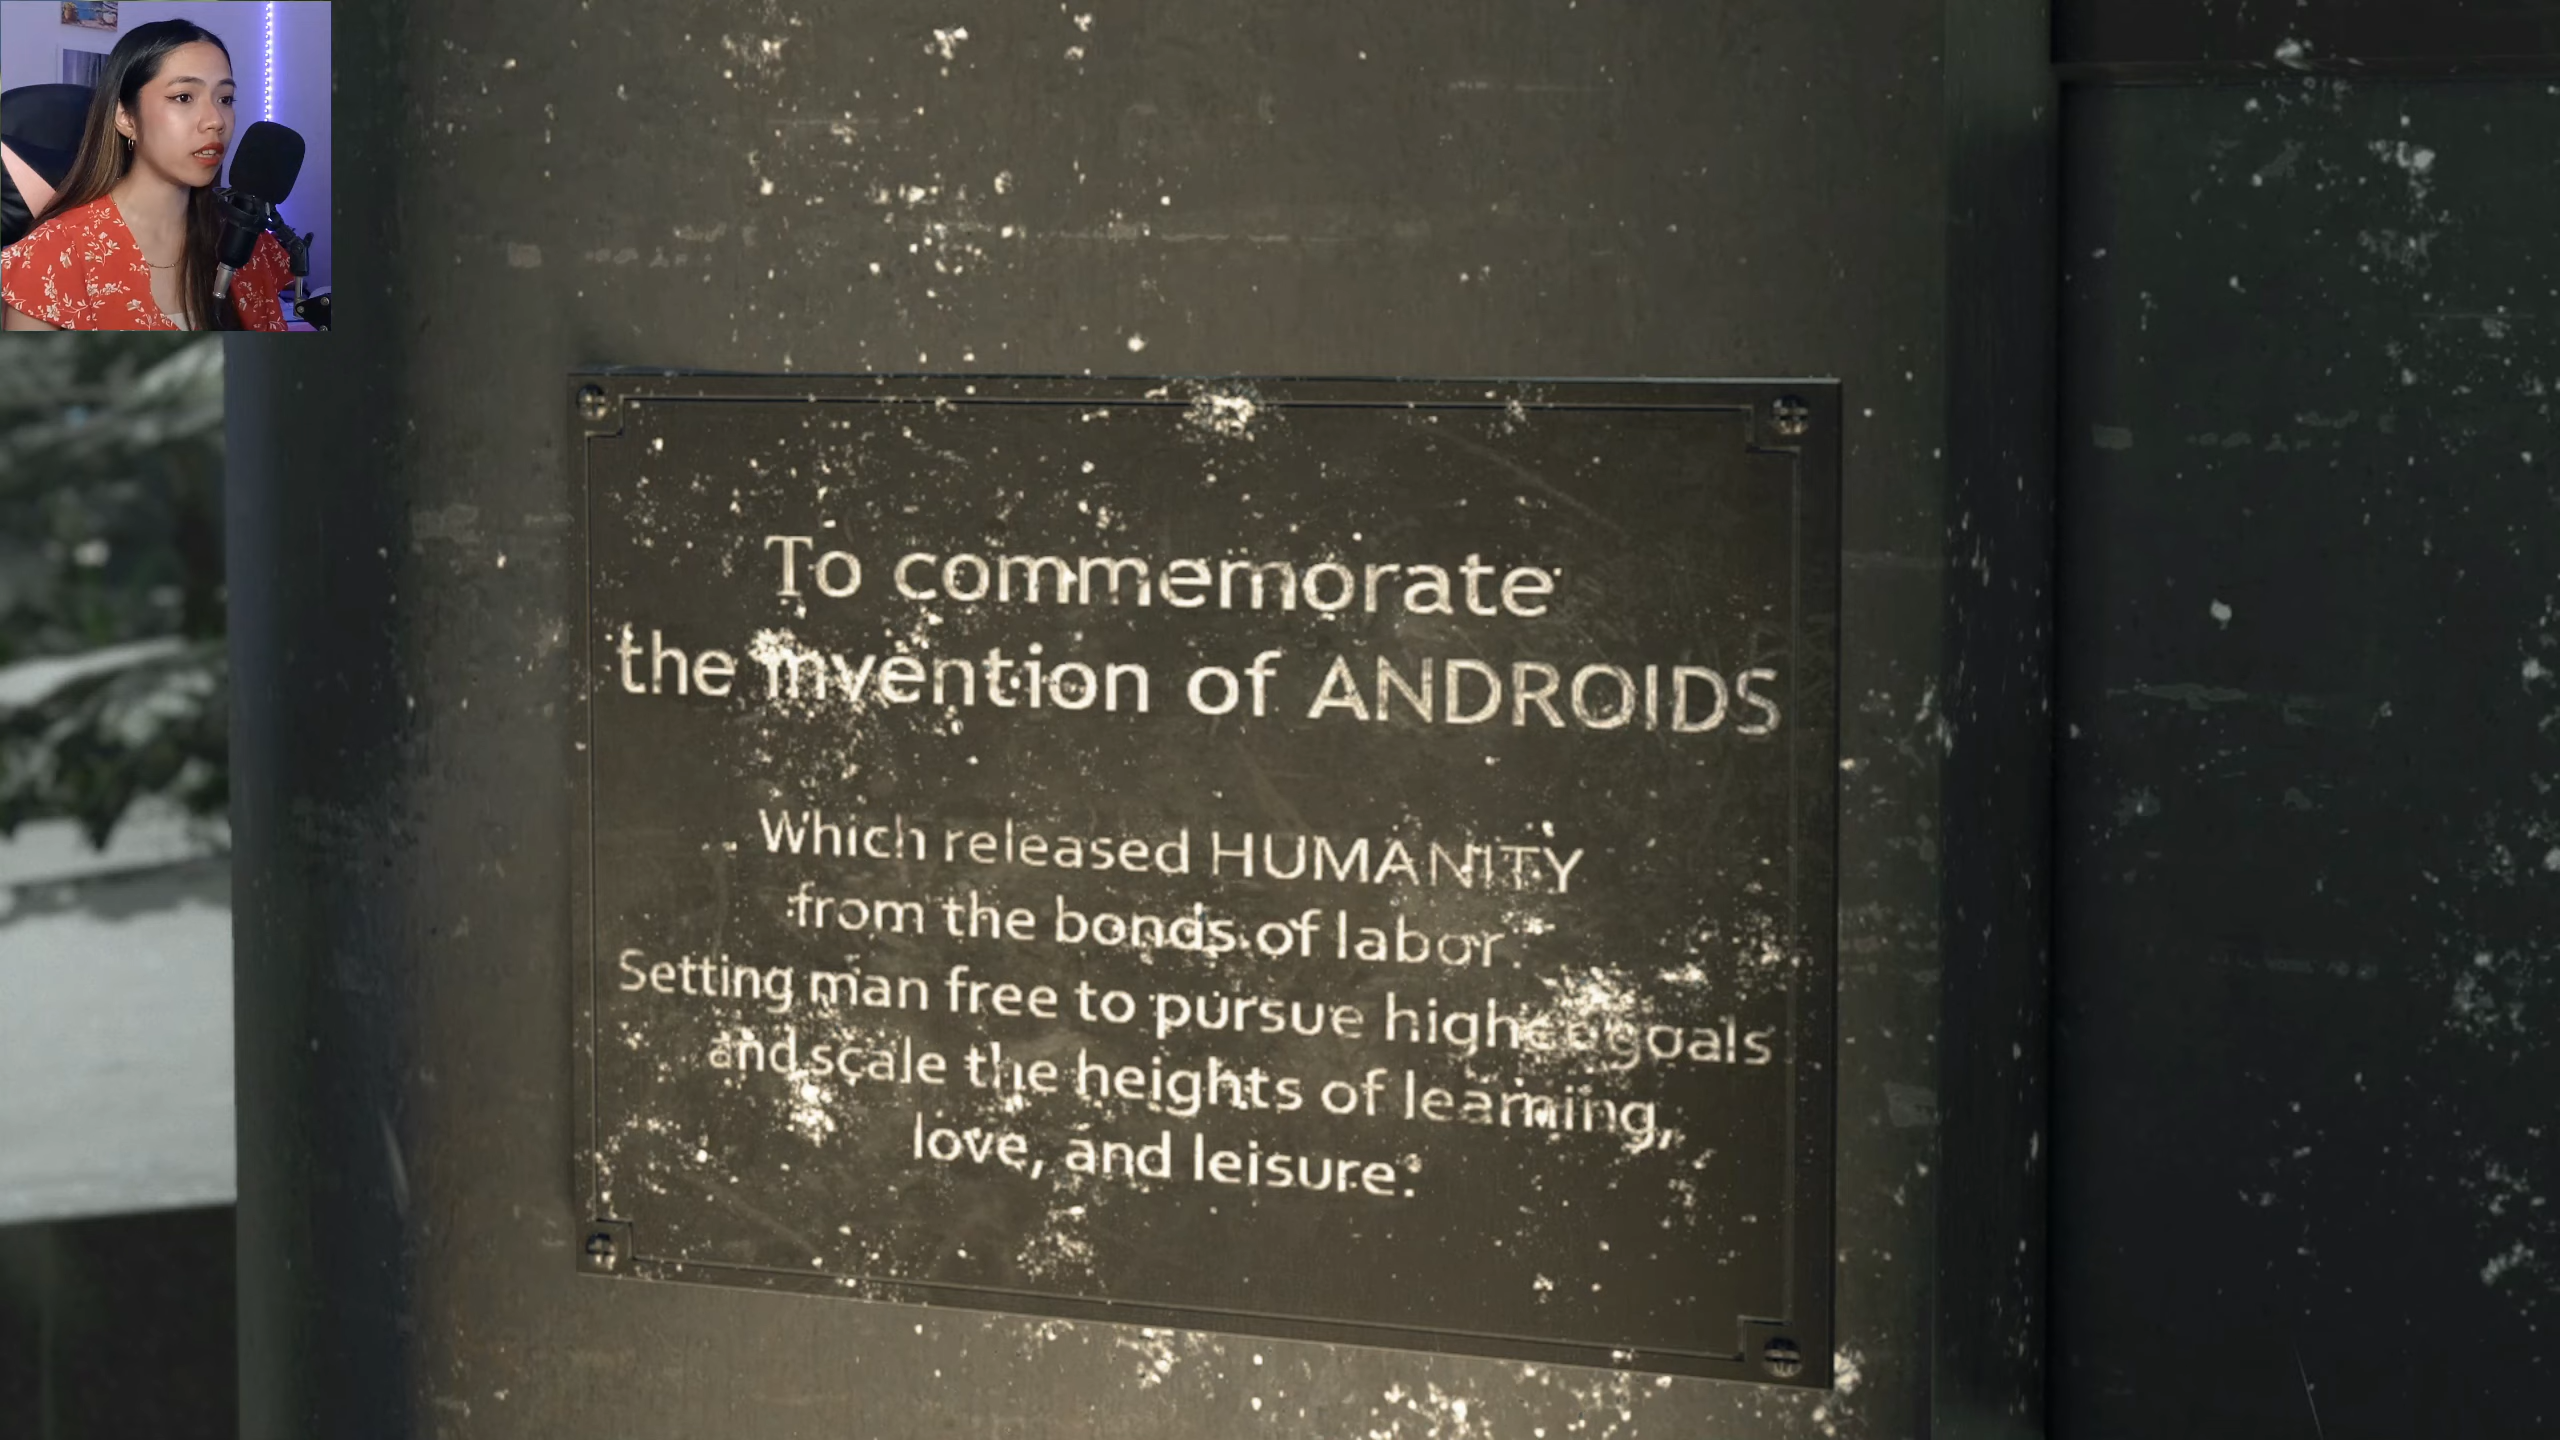 To commemorate
the invention of ANDROIDS
Which released HUMANITY
from the bonds of labor.
Setting man free to pursue higher goals
and scale the heights of learning,
love, and leisure.